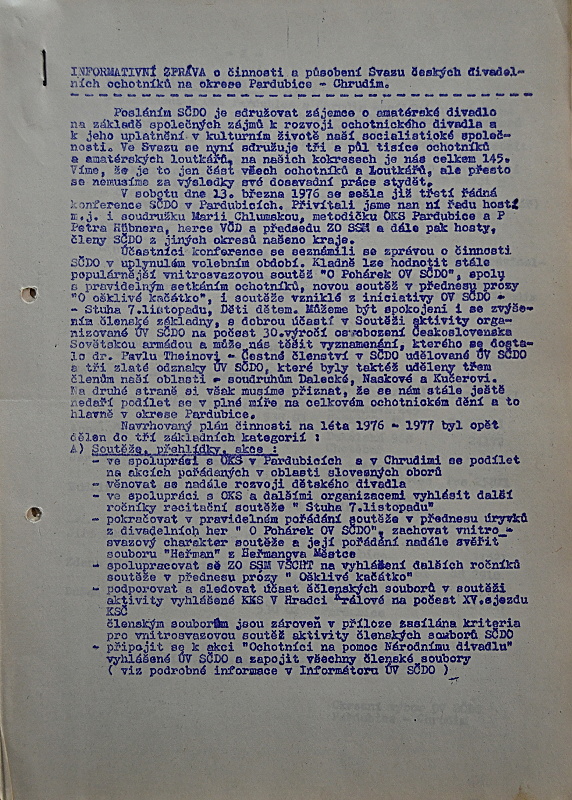 INFORMATIVNÍ ZPRÁVA o činnosti a působení Svazu českých divadel-
ních ochotníků na okrese Pardubice - Chrudim.
Posláním SČDO je sdružovat zájemce o amatérské divadlo
na základě společných zájmů k rozvoji ochotnického divadla a
k jeho uplatnění v kulturním životě naší socialistické společ-
nosti. Ve Svazu se nyní sdružuje tři a půl tisíce ochotníků
a amatérských loutkářů, na našich kokresech je nás celkem 145.
Víme, že je to jen část všech ochotníků a loutkářů, ale přesto
se nemusíme za výsledky své dosavadní práce stydět.
V sobotu dne 13. března 1976 se sešla již třetí řádná
konference SČDO v Pardubicích. Přivítali jsme nan ní řadu hostí
m.j. i soudružku Marii Chlumskou, metodičku OKS Pardubice a P
Petra Hübnera, herce VČD a předsedu ZO SSM a dále pak hosty,
členy SČDO z jiných okresů našeno kraje.
Účastníci konference se seznámili se zprávou o činnosti
SČDO v uplynulém volebním období. Kladně lze hodnotit stále
populárnější vnitrosvazovou soutěž "O Pohárek OV SČDO", spolu
s pravidelným setkáním ochotníků, novou soutěž v přednesu prózy
"O ošklivé kačátko", i soutěže vzniklé z iniciativy OV SČDO -
- Stuha 7.listopadu, Děti dětem. Můžeme být spokojeni i se zvýše-
ním členské základny, s dobrou účastí v Soutěži aktivity orga-
nizované ÚV SČDO na počest 30.výročí osvobození Československa
Sovětskou armádou a může nás těšit vyznamenání, kterého se dosta-
lo dr. Pavlu Theinovi - Čestné členství v SČDO udělované ÚV SČDO
a tři zlaté odznaky ÚV SČDO, které byly taktéž uděleny třem
členům naší oblasti - soudruhům Dalecké, Naskové a Kučerovi.
Na druhé straně si však musíme přiznat, že se nám stále ještě
nedaří podílet se v plné míře na celkovém ochotnickém dění a to
hlavně v okrese Pardubice.
Navrhovaný plán činnosti na léta 1976 - 1977 byl opět
dělen do tří základních kategorií :
A) Soutěže, přehlídky, akce :
- ve spolupráci s OKS v Pardubicích a v Chrudimi se podílet
na akcích pořádaných v oblasti slovesných oborů
- věnovat se nadále rozvoji dětského divadla
- ve spolupráci s OKS a dalšími organizacemi vyhlásit další
ročníky recitační soutěže " Stuha 7.listopadu"
- pokračovat v pravidelném pořádání soutěže v přednesu úryvků
z divadelních her " O Pohárek OV SČDO", zachovat vnitro -
svazový charakter soutěže a její pořádání nadále svěřit
souboru "Heřman" z Heřmanova Městce
- spolupracovat se ZO SSM VŠCHT na vyhlášení dalších ročníků
soutěže v přednesu prózy " Ošklivé kačátko"
- podporovat a sledovat účast ščlenských souborů v soutěži
aktivity vyhlášené KKS v Hradci Králové na počest XV.sjezdu
KSČ
členským souborům jsou zároveň v příloze zasílána kriteria
pro vnitrosvazovou soutěž aktivity členských souborů SČDO
- připojit se k akci "Ochotníci na pomoc Národnímu divadlu"
vyhlášené ÚV SČDO a zapojit všechny členské soubory
( viz podrobné informace v Informátoru ÚV SČDO )